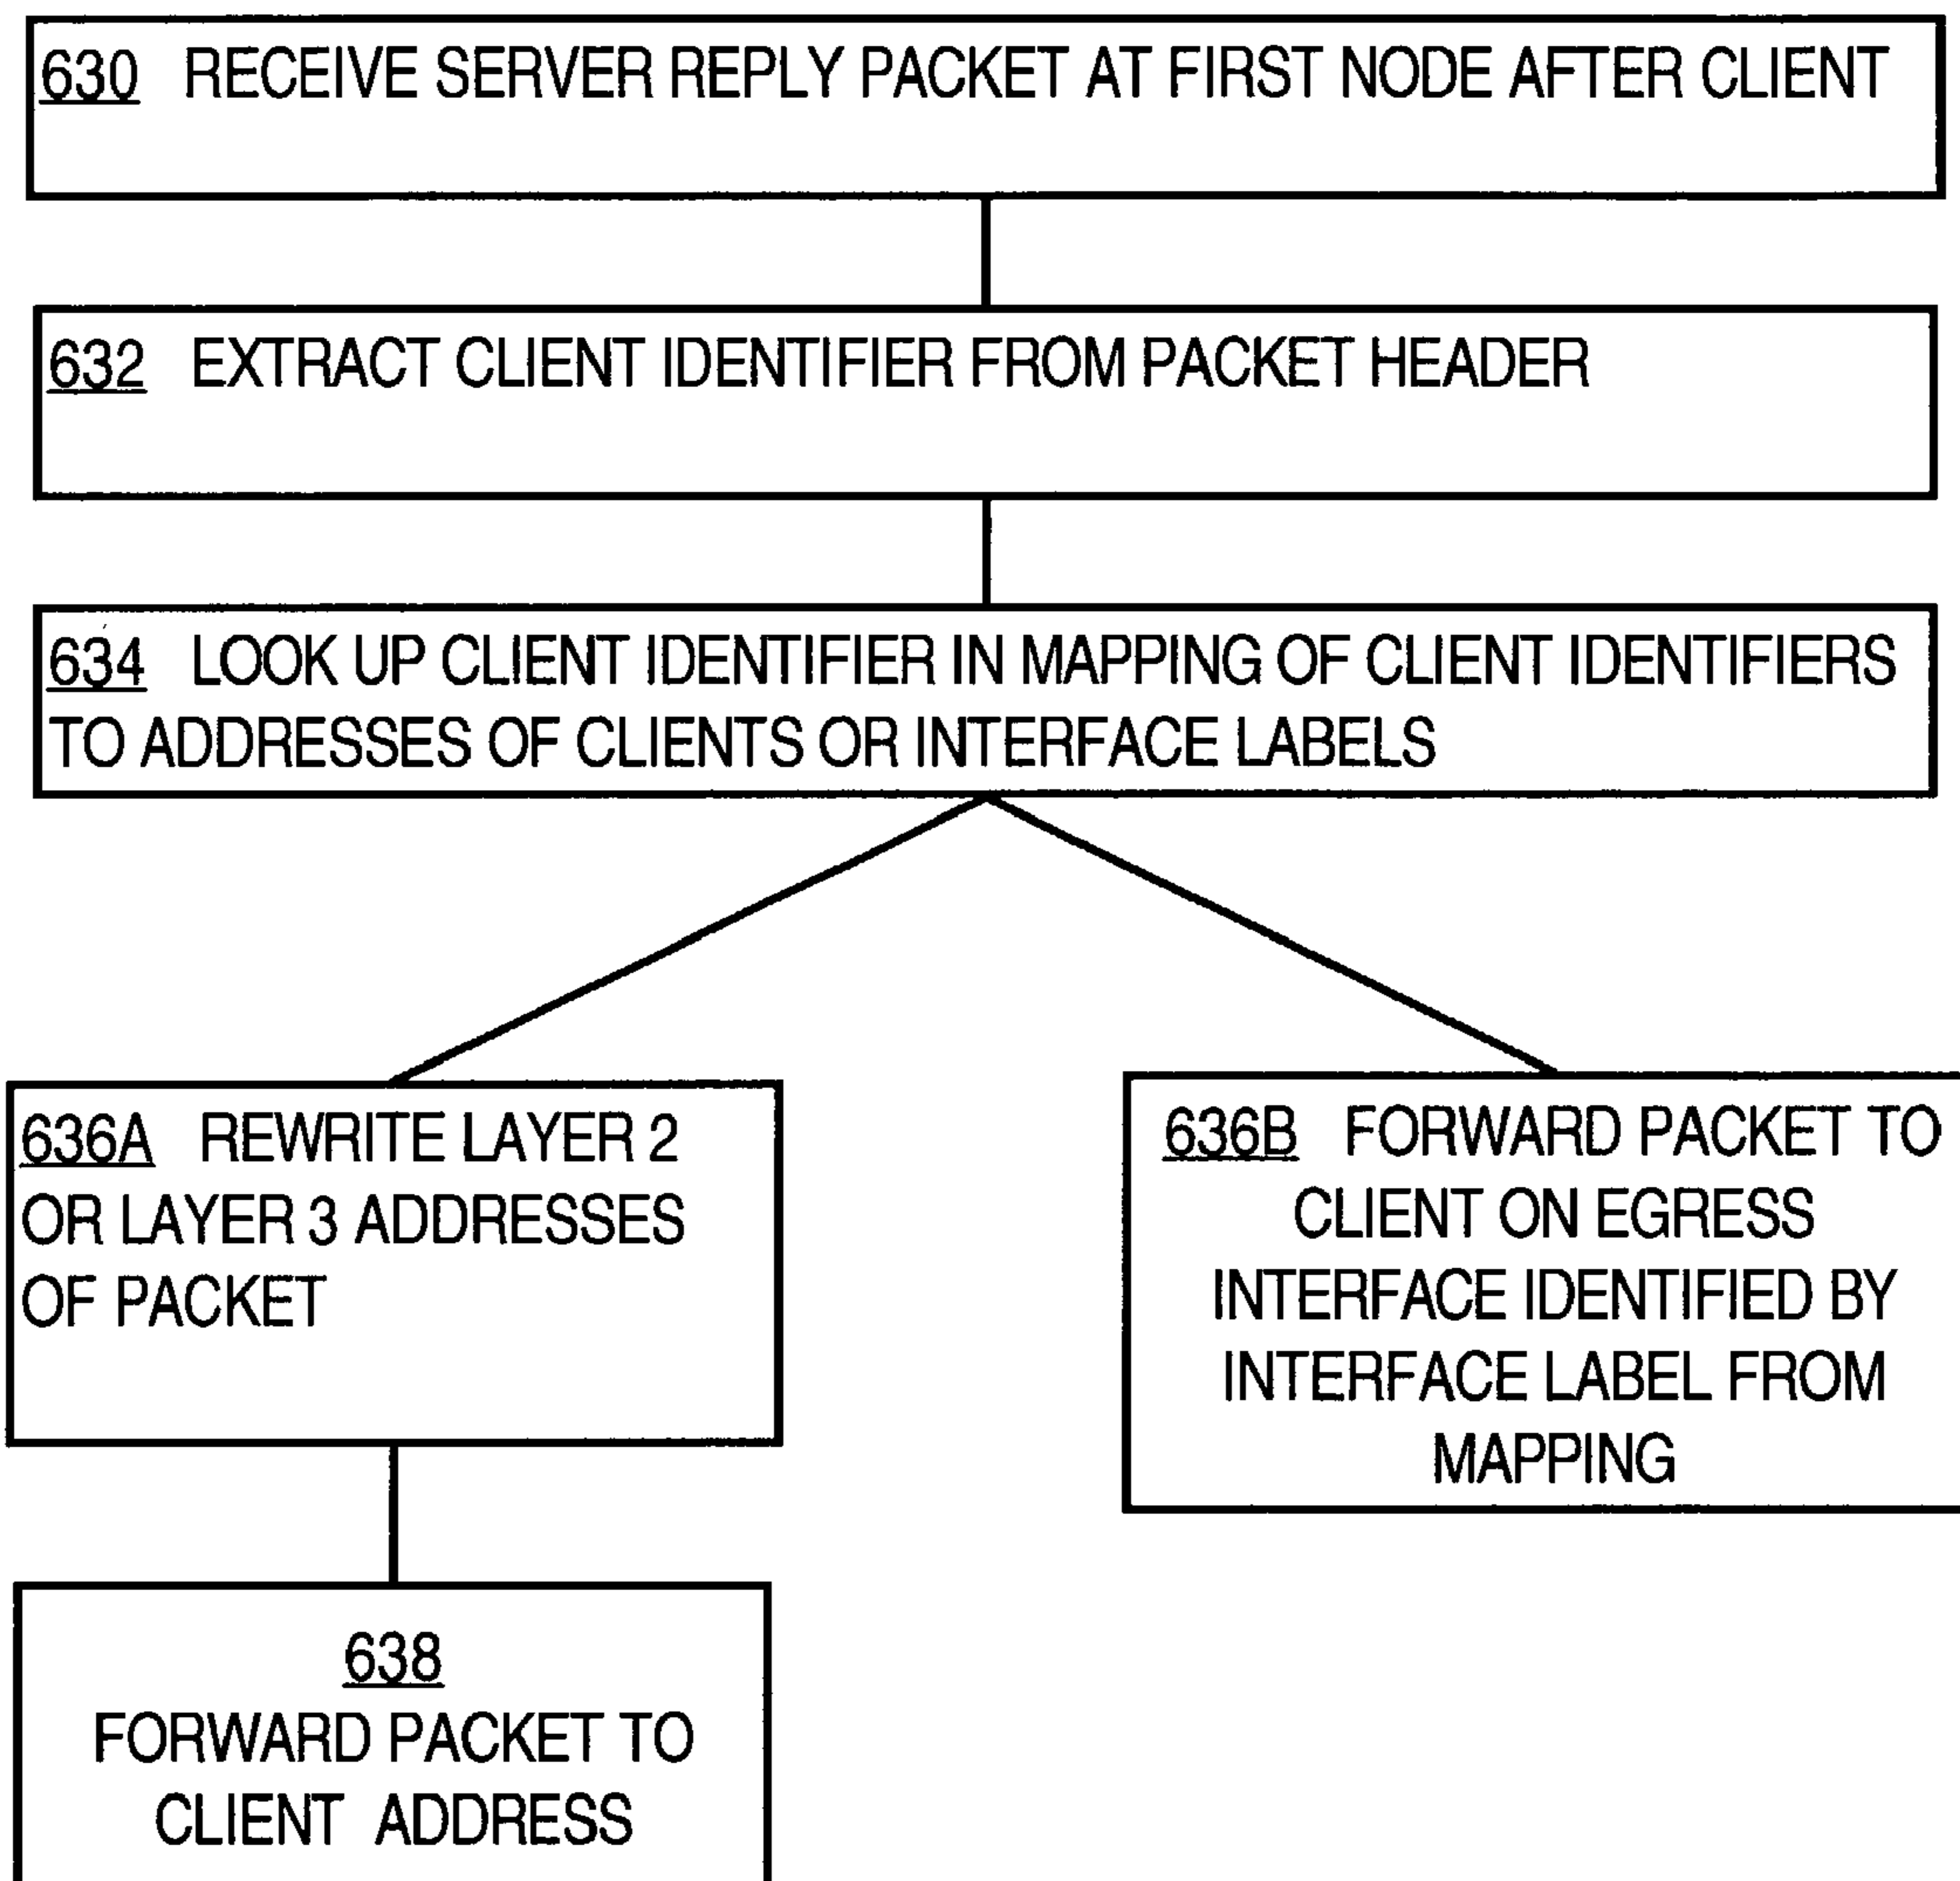 630 RECEIVE SERVER REPLY PACKET AT FIRST NODE AFTER CLIENT
632 EXTRACT CLIENT IDENTIFIER FROM PACKET HEADER
634 LOOK UP CLIENT IDENTIFIER IN MAPPING OF CLIENT IDENTIFIERS
TO ADDRESSES OF CLIENTS OR INTERFACE LABELS
636A REWRITE LAYER 2
OR LAYER 3 ADDRESSES
OF PACKET
636B FORWARD PACKET TO
CLIENT ON EGRESS
INTERFACE IDENTIFIED BY
INTERFACE LABEL FROM
MAPPING
638
FORWARD PACKET TO
CLIENT ADDRESS